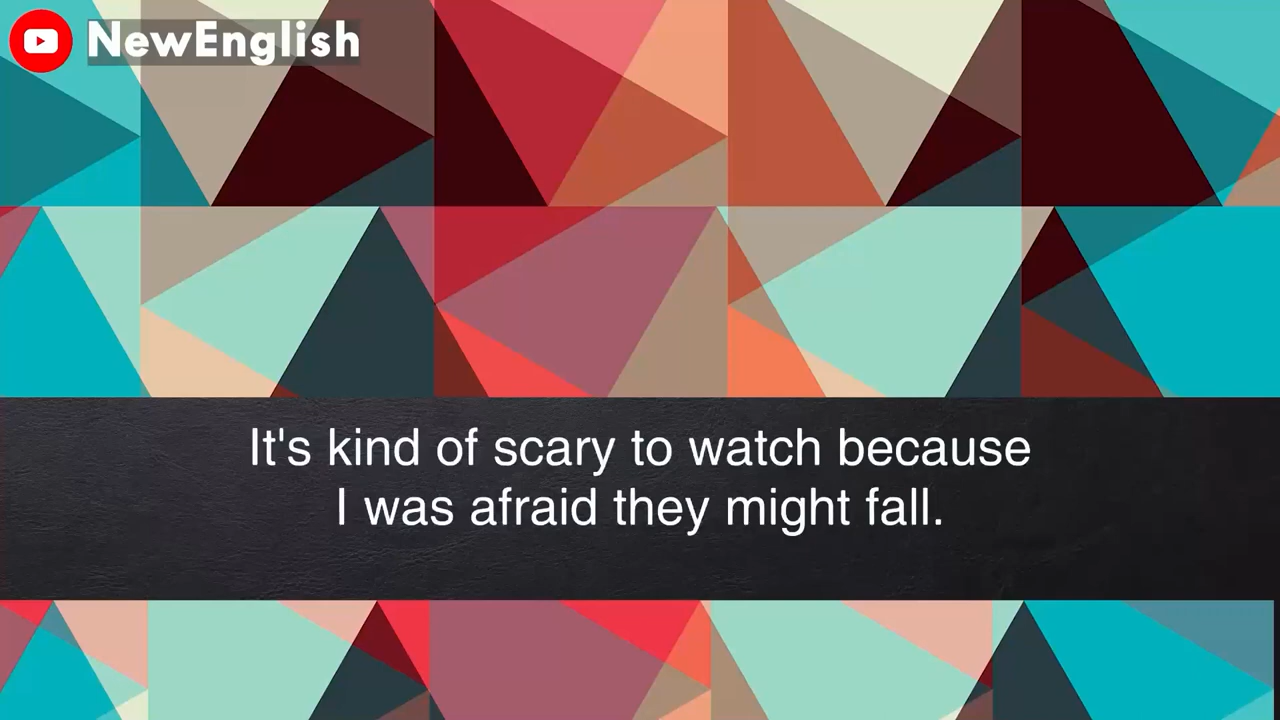 NewEnglish
It's kind of scary to watch because
I was afraid they might fall.